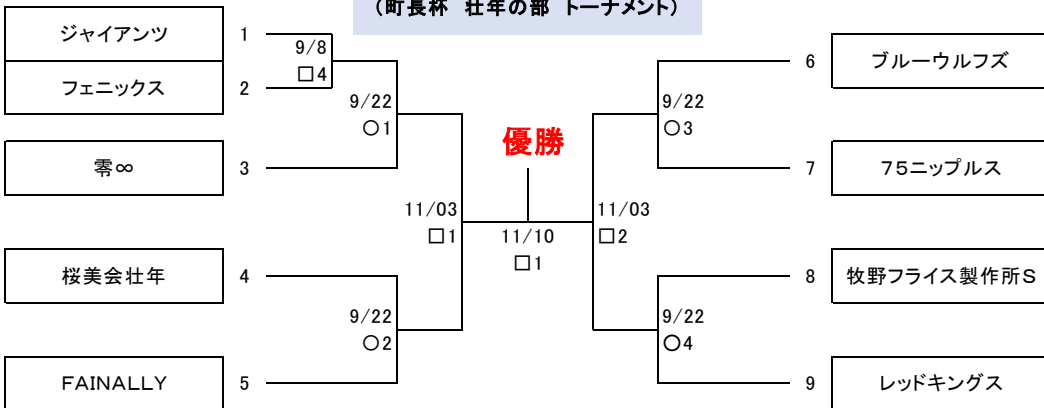 （町長杯　壮年の部　トーナメント）
ジャイアンツ
1
9/8
□4
フェニックス
2
9/22
○1
零∞
3
11/03
□1
桜美会壮年
4
9/22
○2
FAINALLY
5
優勝
11/10
□1
6
ブルーウルフズ
9/22
○3
7
75ニップルス
11/03
□2
8
牧野フライス製作所S
9/22
○4
9
レッドキングス